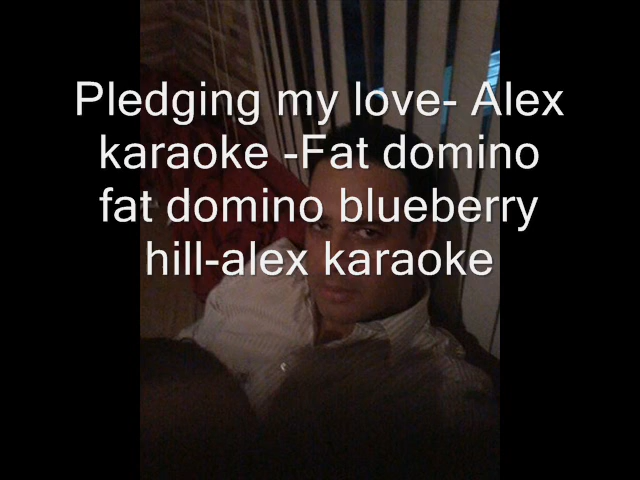 Pledging my love- Alex
karaoke -Fat domino
fat domino blueberry
hill-alex karaoke